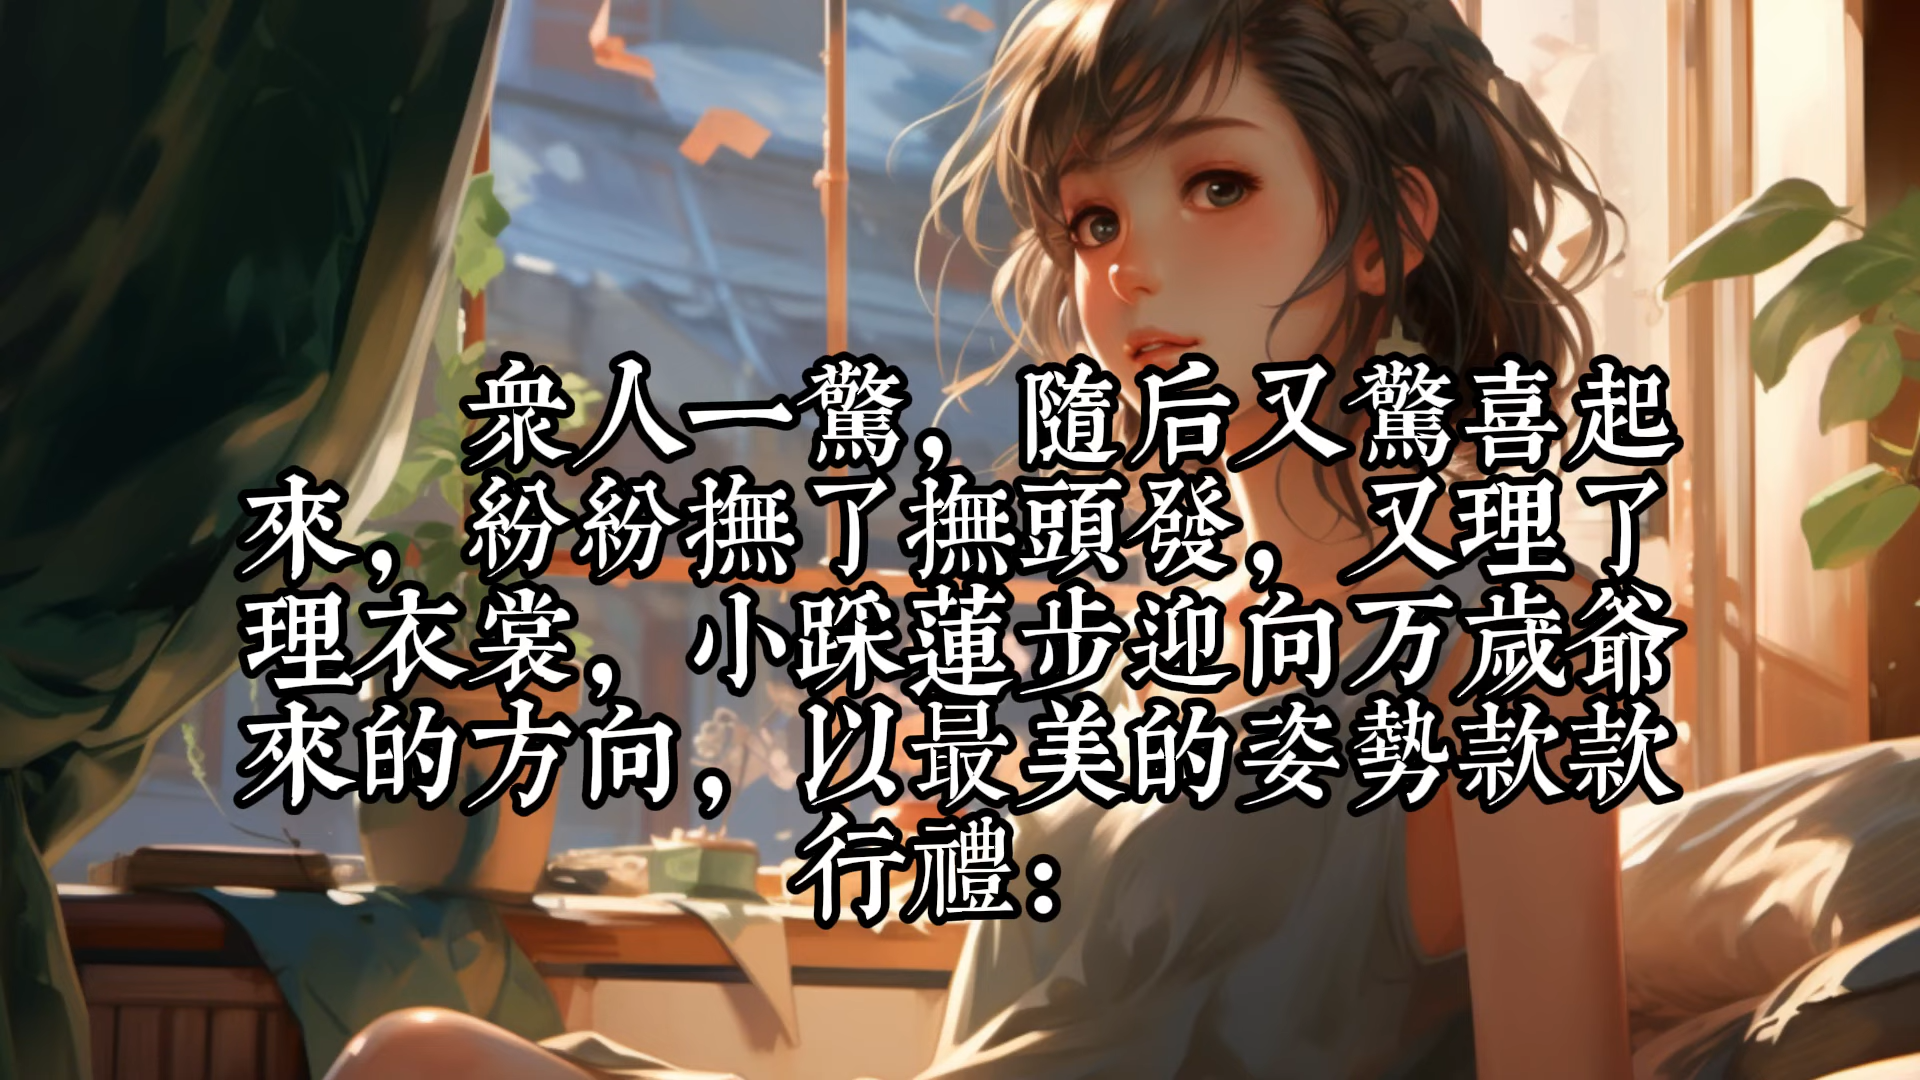 衆人一驚，隨后又驚喜起
來，紛紛撫了撫頭發，又理了
理衣裳，小踩蓮步迎向万歲爺
來的方向，以最美的姿勢款款
行禮：